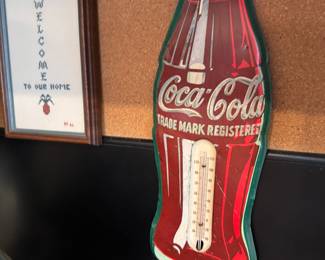 WELCOME
TO OUR HOME
Coca-Cola
TRADE MARK REGISTERED